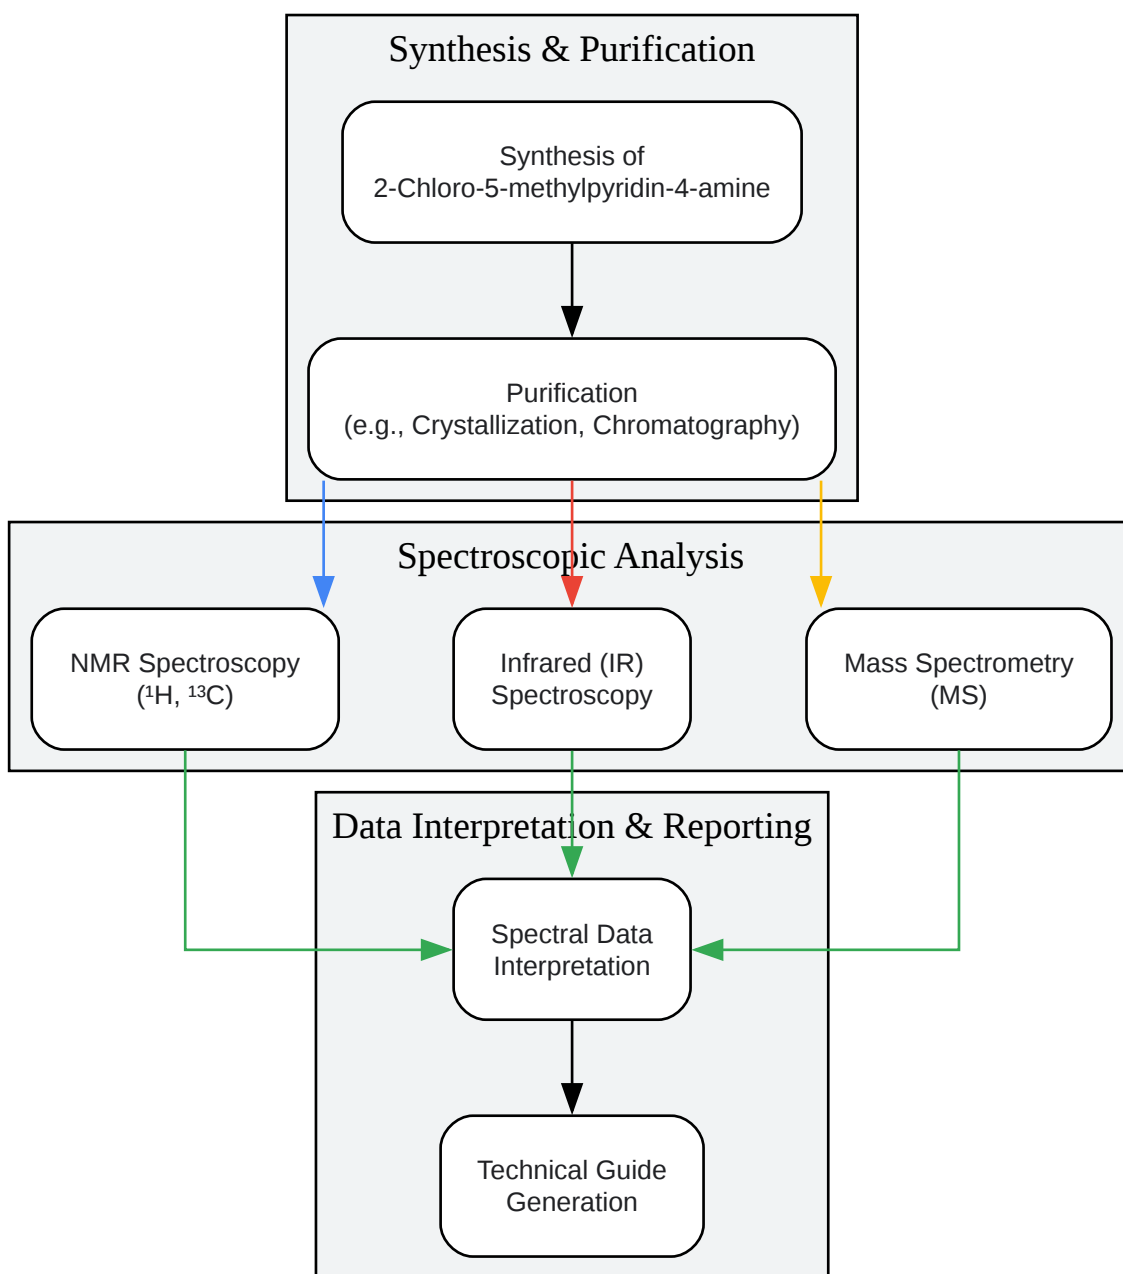 Synthesis & Purification
Synthesis of
2-Chloro-5-methylpyridin-4-amine
Purification
(e.g., Crystallization, Chromatography)
Spectroscopic Analysis
NMR Spectroscopy
(¹H, ¹³C)
Infrared (IR)
Spectroscopy
Mass Spectrometry
(MS)
Data Interpretation & Reporting
Spectral Data
Interpretation
Technical Guide
Generation